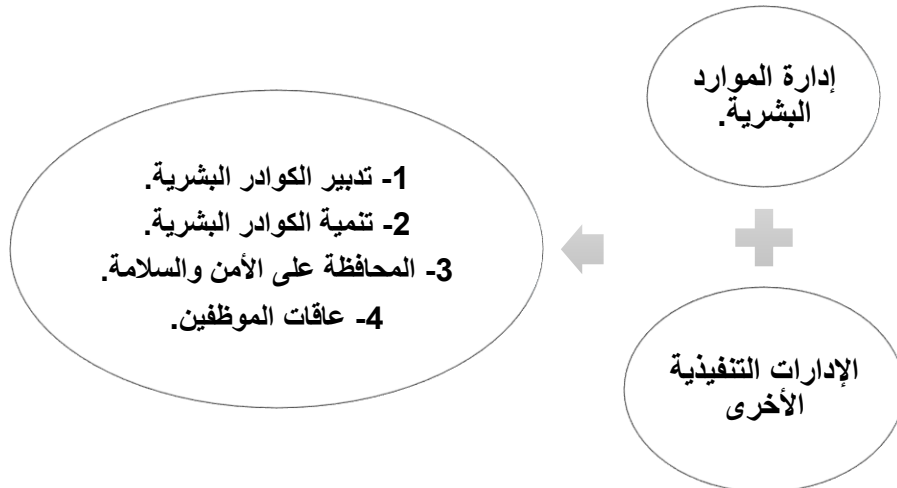 إدارة الموارد
البشرية.
الإدارات التنفيذية
الأخرى
1- تدبير الكوادر البشرية.
2- تنمية الكوادر البشرية.
3- المحافظة على الأمن والسلامة.
4- عاقات الموظفين.